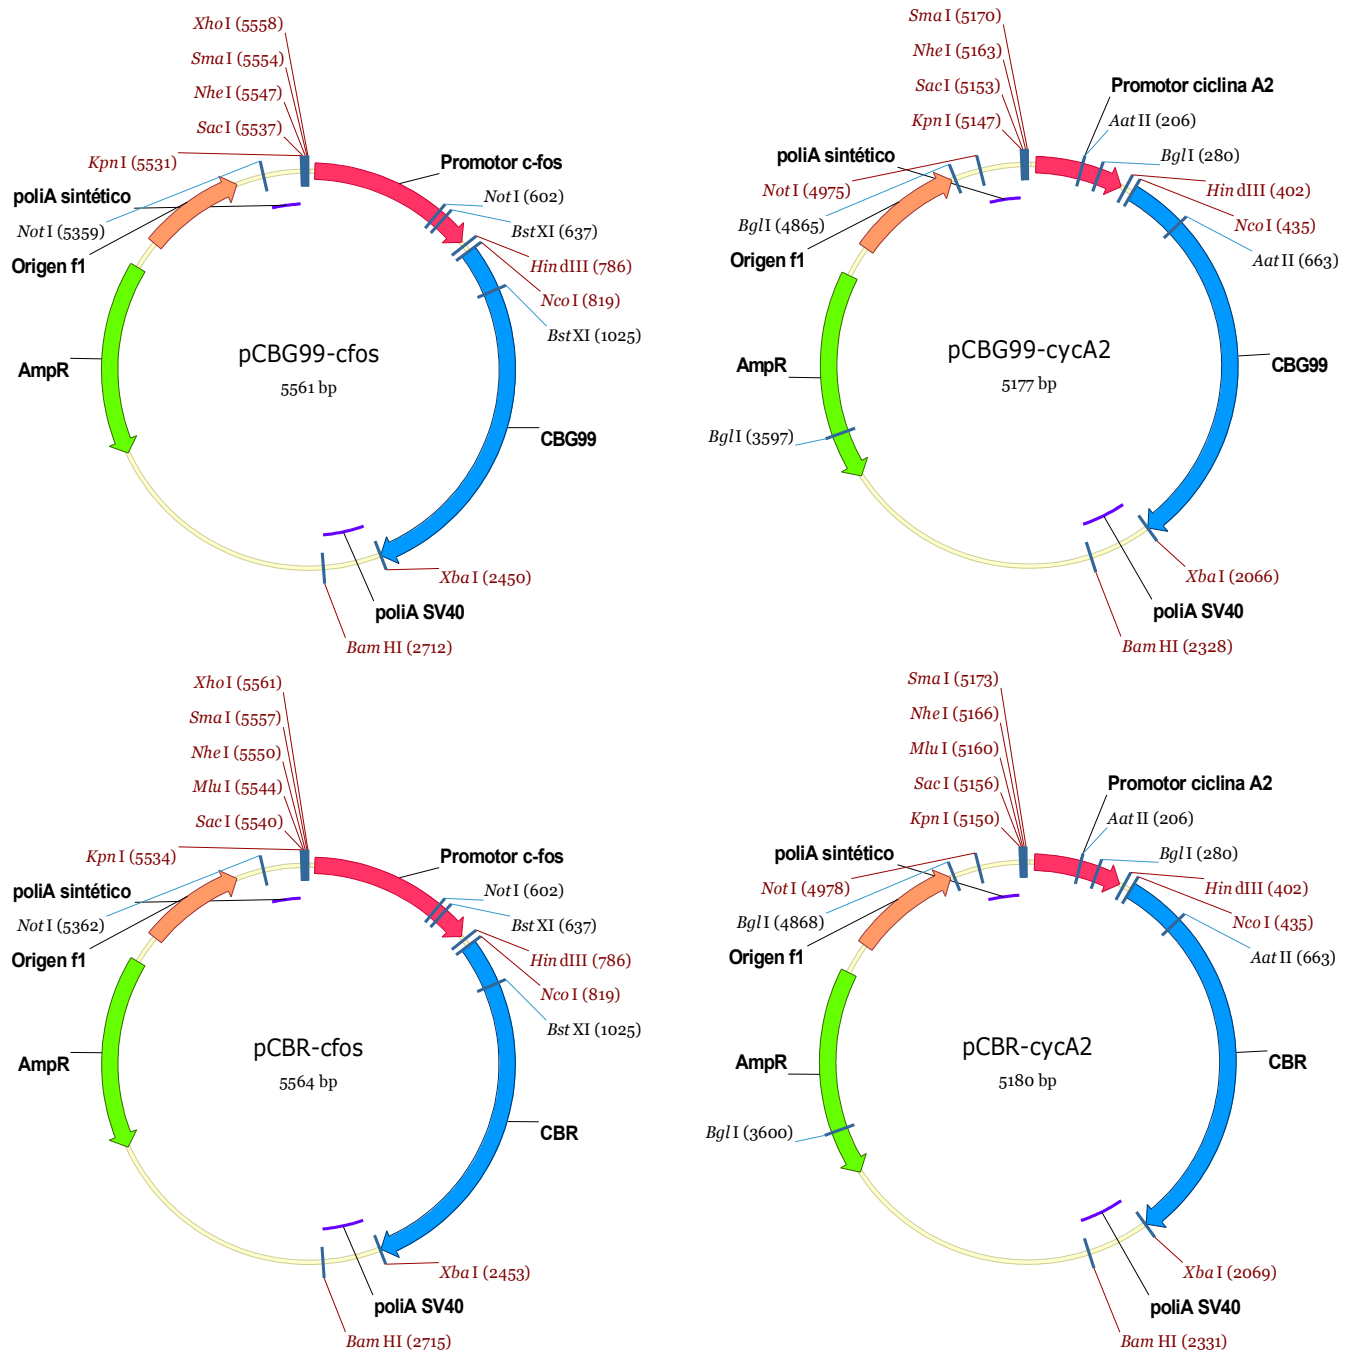 XhoI (5558)
SmaI (5554)
NheI (5547)
SacI (5537)
KpnI (5531)
Promotor c-fos
poliA sintético
NotI (602)
NotI (5359)
BstXI (637)
Origen f1
HindIII (786)
NcoI (819)
BstXI (1025)
pCBG99-cfos
5561 bp
AmpR
CBG99
XbaI (2450)
poliA SV40
BamHI (2712)
SmaI (5170)
NheI (5163)
SacI (5153)
KpnI (5147)
Promotor ciclina A2
AatII (206)
poliA sintético
BglI (280)
NotI (4975)
HindIII (402)
BglI (4865)
NcoI (435)
Origen f1
AatII (663)
pCBG99-cycA2
5177 bp
AmpR
CBG99
BglI (3597)
XbaI (2066)
poliA SV40
BamHI (2328)
XhoI (5561)
SmaI (5557)
NheI (5550)
MluI (5544)
SacI (5540)
KpnI (5534)
Promotor c-fos
poliA sintético
NotI (602)
NotI (5362)
BstXI (637)
Origen f1
HindIII (786)
NcoI (819)
BstXI (1025)
pCBR-cfos
5564 bp
AmpR
CBR
XbaI (2453)
poliA SV40
BamHI (2715)
SmaI (5173)
NheI (5166)
MluI (5160)
SacI (5156)
KpnI (5150)
Promotor ciclina A2
AatII (206)
poliA sintético
BglI (280)
NotI (4978)
HindIII (402)
BglI (4868)
NcoI (435)
Origen f1
AatII (663)
pCBR-cycA2
5180 bp
AmpR
CBR
BglI (3600)
XbaI (2069)
poliA SV40
BamHI (2331)